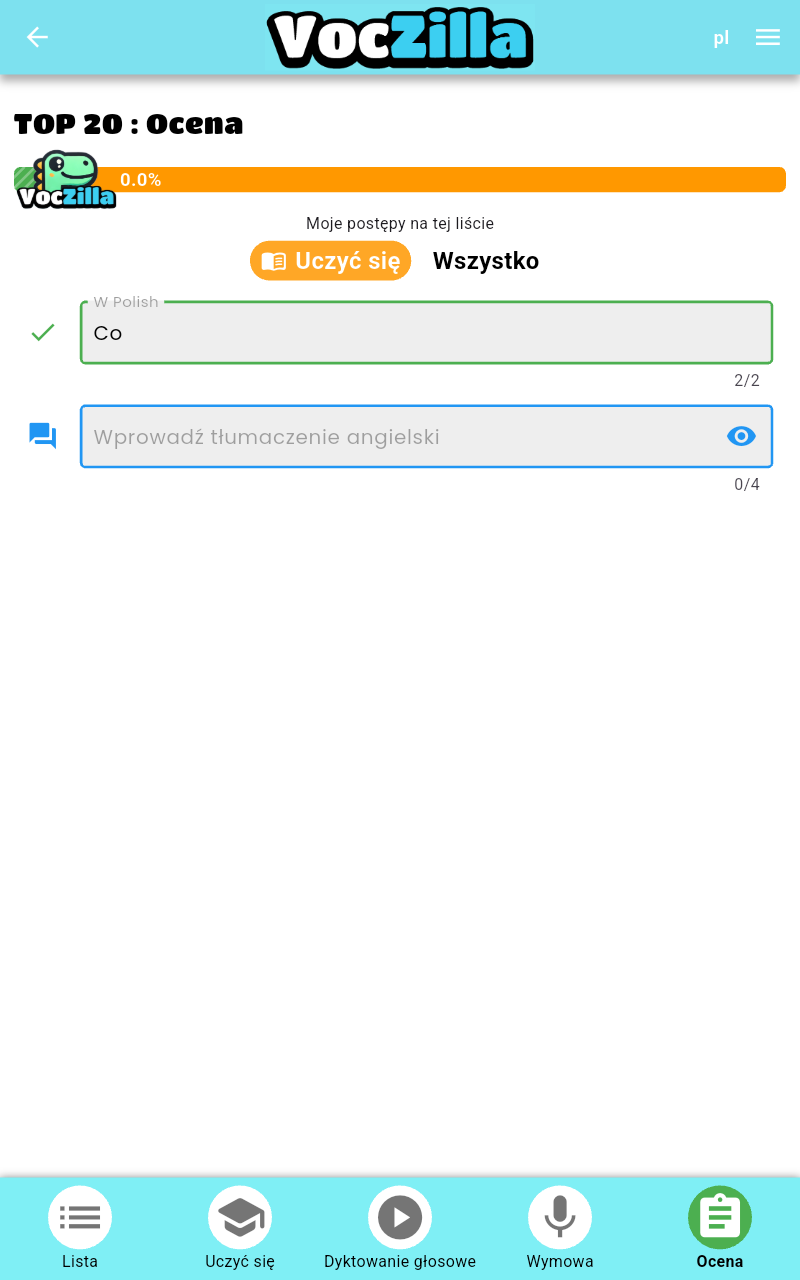 VocZilla
pl
TOP 20 : Ocena
VocZilla
0.0%
Moje postępy na tej liście
Uczyć się
Wszystko
W Polish
Co
2/2
Wprowadź tłumaczenie angielski
0/4
Lista
Uczyć się
Dyktowanie głosowe
Wymowa
Ocena